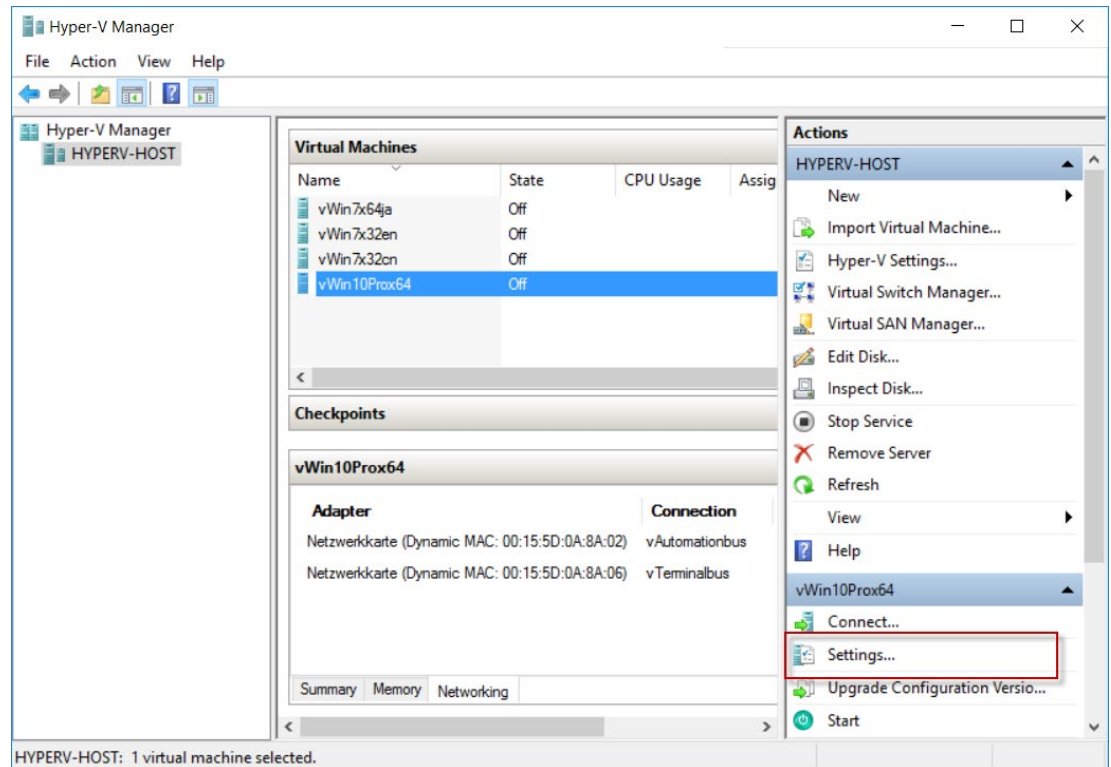 Hyper-V Manager
File Action View Help
Hyper-V Manager
HYPERV-HOST
Virtual Machines
Name State CPU Usage Assig
vWin7x64ja Off
vWin7x32en Off
vWin7x32cn Off
vWin10Prox64 Off
Checkpoints
vWin10Prox64
Adapter Connection
Netzwerkkarte (Dynamic MAC: 00:15:5D:0A:8A:02) vAutomationbus
Netzwerkkarte (Dynamic MAC: 00:15:5D:0A:8A:06) vTerminalbus
Summary Memory Networking
Actions
HYPERV-HOST
New
Import Virtual Machine...
Hyper-V Settings...
Virtual Switch Manager...
Virtual SAN Manager...
Edit Disk...
Inspect Disk...
Stop Service
Remove Server
Refresh
View
Help
vWin10Prox64
Connect...
Settings...
Upgrade Configuration Versio...
Start
HYPERV-HOST: 1 virtual machine selected.